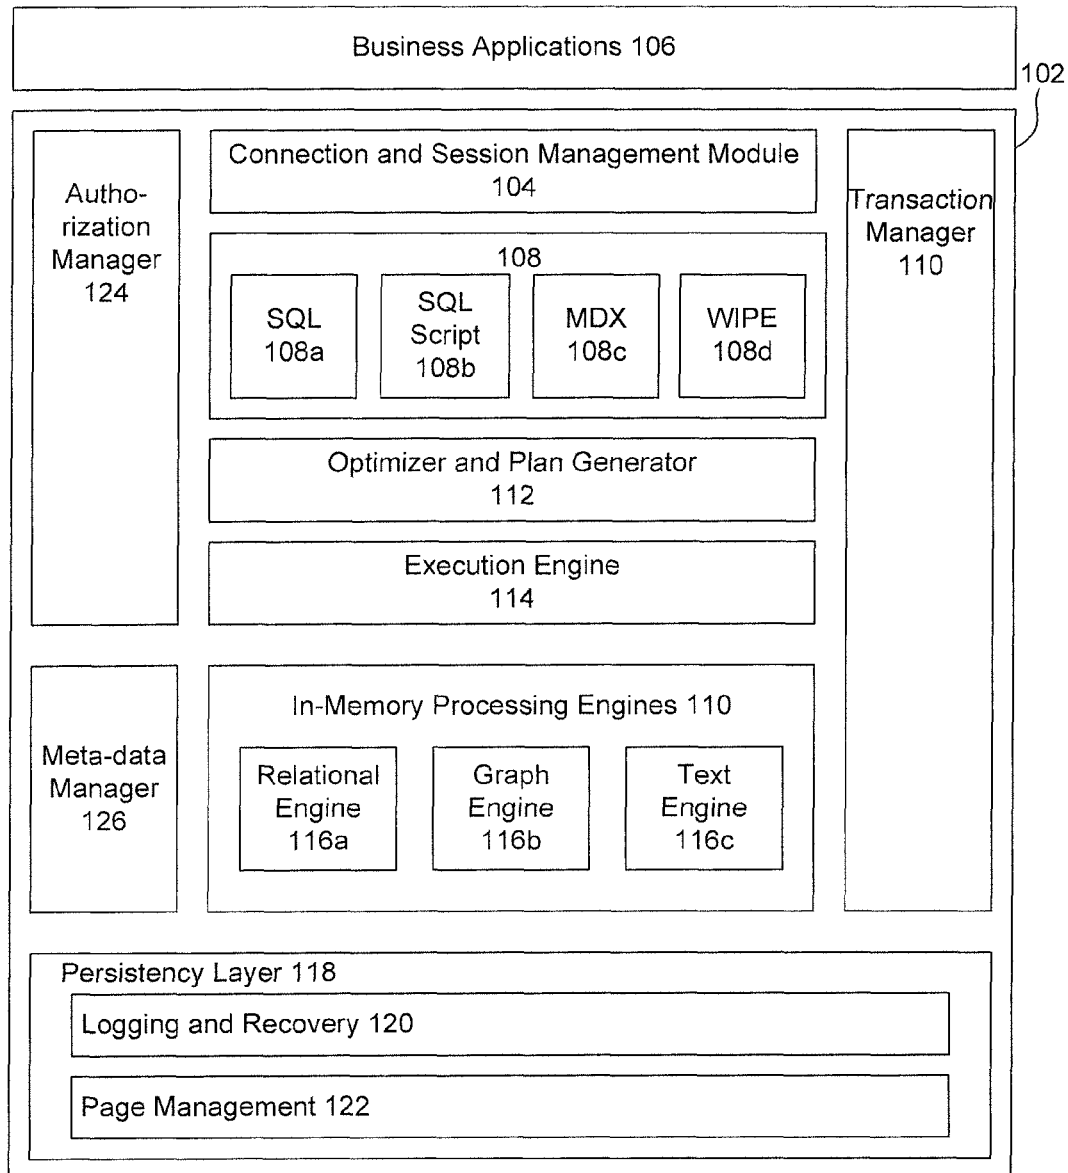 Business Applications 106
102
Autho-
rization
Manager
124
Connection and Session Management Module
104
Transaction
Manager
110
108
SQL
108a
SQL
Script
108b
MDX
108c
WIPE
108d
Optimizer and Plan Generator
112
Execution Engine
114
Meta-data
Manager
126
In-Memory Processing Engines 110
Relational
Engine
116a
Graph
Engine
116b
Text
Engine
116c
Persistency Layer 118
Logging and Recovery 120
Page Management 122